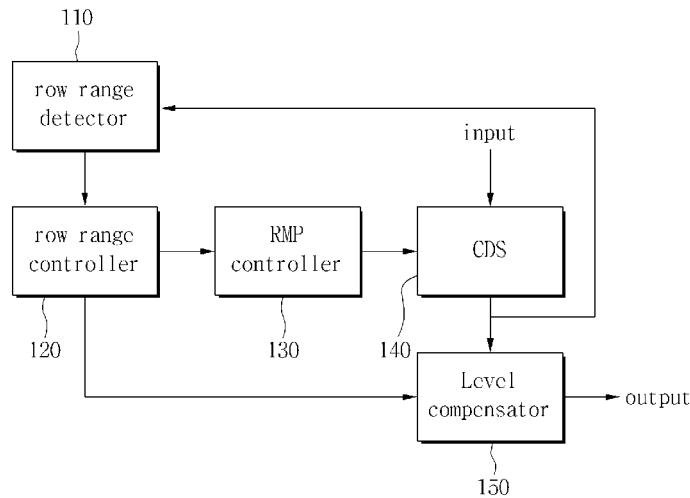 110
row range
detector
input
row range
controller
RMP
controller
CDS
120
130
140
Level
compensator
output
150